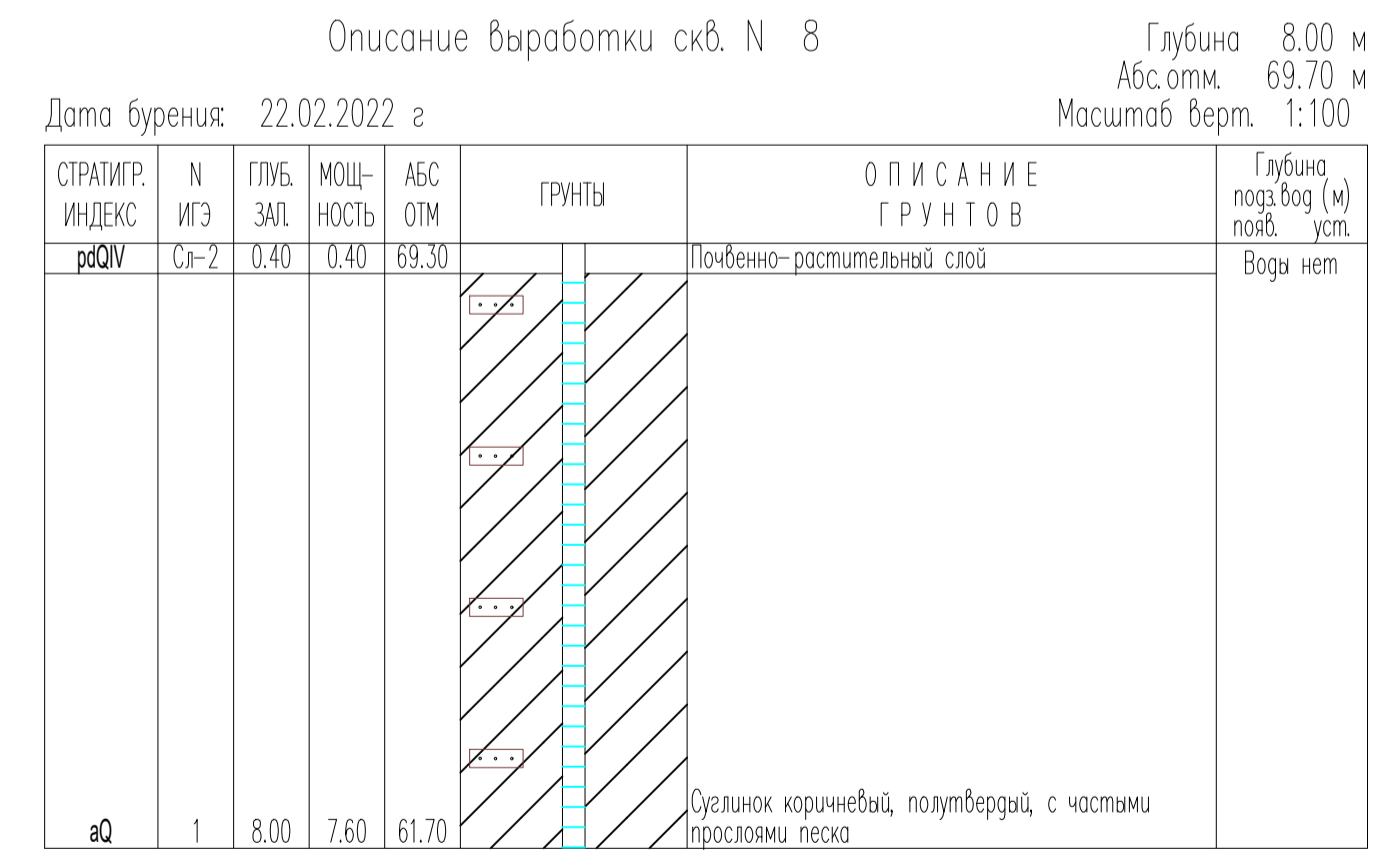 Описание выработки скв. N 8
Глубина 8.00 м
Абс.отм. 69.70 м
Дата бурения: 22.02.2022 г
Масштаб верт. 1:100
СТРАТИГР. ИНДЕКС
N ИГЭ
ГЛУБ. ЗАП.
МОЩ-
НОСТЬ
АБС ОТМ
ГРУНТЫ
ОПИСАНИЕ
ГРУНТОВ
Глубина
подз.вод (м)
появ. уст.
pdQIV Сл-2 0.40 0.40 69.30 Почвенно-растительный слой Воды нет
Суглинок коричневый, полутвердый, с частыми
aQ 1 8.00 7.60 61.70 прослоями песка